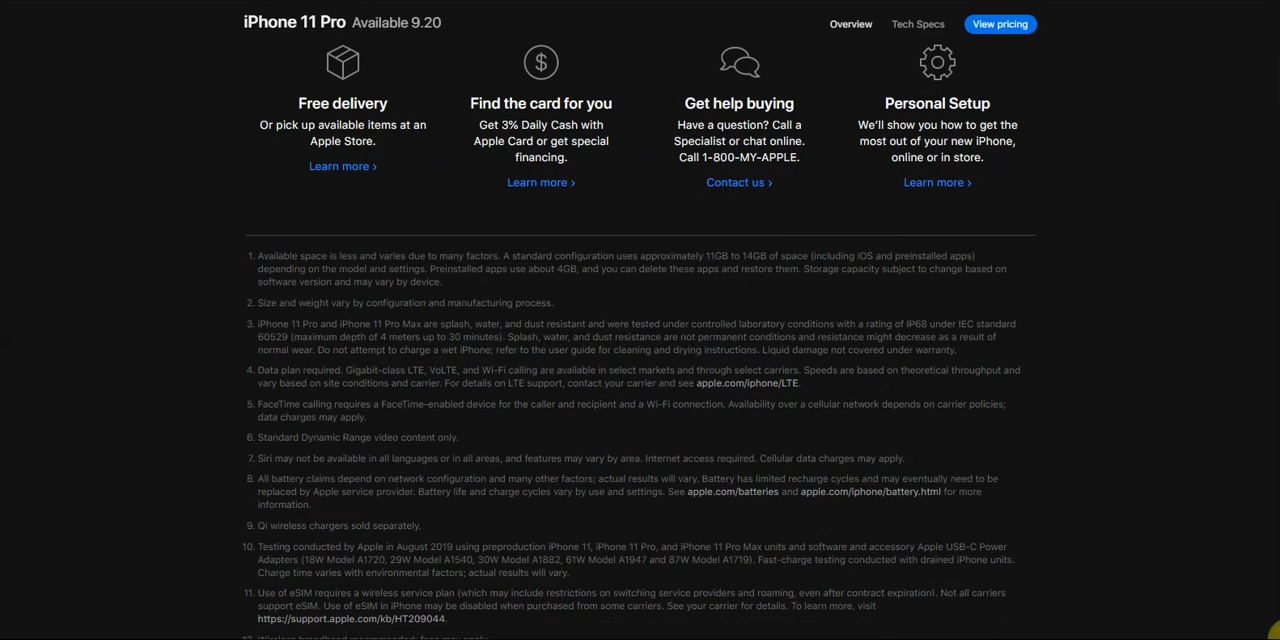 iPhone 11 Pro Available 9.20
Overview Tech Specs View pricing
Free delivery
Or pick up available items at an
Apple Store.
Learn more ›
Find the card for you
Get 3% Daily Cash with
Apple Card or get special
financing.
Learn more ›
Get help buying
Have a question? Call a
Specialist or chat online.
Call 1-800-MY-APPLE.
Contact us ›
Personal Setup
We’ll show you how to get the
most out of your new iPhone,
online or in store.
Learn more ›
1. Available space is less and varies due to many factors. A standard configuration uses approximately 11GB to 14GB of space (including iOS and preinstalled apps)
depending on the model and settings. Preinstalled apps use about 4GB, and you can delete these apps and restore them. Storage capacity subject to change based on
software version and may vary by device.
2. Size and weight vary by configuration and manufacturing process.
3. iPhone 11 Pro and iPhone 11 Pro Max are splash, water, and dust resistant and were tested under controlled laboratory conditions with a rating of IP68 under IEC standard
60529 (maximum depth of 4 meters up to 30 minutes). Splash, water, and dust resistance are not permanent conditions and resistance might decrease as a result of
normal wear. Do not attempt to charge a wet iPhone; refer to the user guide for cleaning and drying instructions. Liquid damage not covered under warranty.
4. Data plan required. Gigabit-class LTE, VoLTE, and Wi-Fi calling are available in select markets and through select carriers. Speeds are based on theoretical throughput and
vary based on site conditions and carrier. For details on LTE support, contact your carrier and see apple.com/iphone/LTE.
5. FaceTime calling requires a FaceTime-enabled device for the caller and recipient and a Wi-Fi connection. Availability over a cellular network depends on carrier policies;
data charges may apply.
6. Standard Dynamic Range video content only.
7. Siri may not be available in all languages or in all areas, and features may vary by area. Internet access required. Cellular data charges may apply.
8. All battery claims depend on network configuration and many other factors; actual results will vary. Battery has limited recharge cycles and may eventually need to be
replaced by Apple service provider. Battery life and charge cycles vary by use and settings. See apple.com/batteries and apple.com/iphone/battery.html for more
information.
9. Qi wireless chargers sold separately.
10. Testing conducted by Apple in August 2019 using preproduction iPhone 11, iPhone 11 Pro, and iPhone 11 Pro Max units and software and accessory Apple USB-C Power
Adapters (18W Model A1720, 29W Model A1540, 30W Model A1882, 61W Model A1947 and 87W Model A1719). Fast-charge testing conducted with drained iPhone units.
Charge time varies with environmental factors; actual results will vary.
11. Use of eSIM requires a wireless service plan (which may include restrictions on switching service providers and roaming, even after contract expiration). Not all carriers
support eSIM. Use of eSIM in iPhone may be disabled when purchased from some carriers. See your carrier for details. To learn more, visit
https://support.apple.com/kb/HT209044.
12. Wireless broadband recommended; fees may apply.